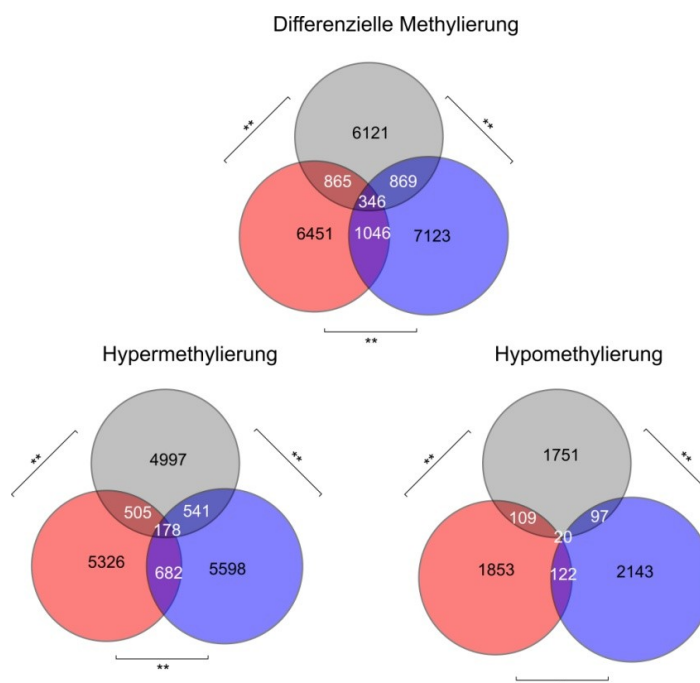 Differenzielle Methylierung
** **
6121
865 869
346
6451 1046 7123
**
Hypermethylierung
** **
4997
505 541
178
5326 682 5598
**
Hypomethylierung
** **
1751
109 97
20
1853 122 2143